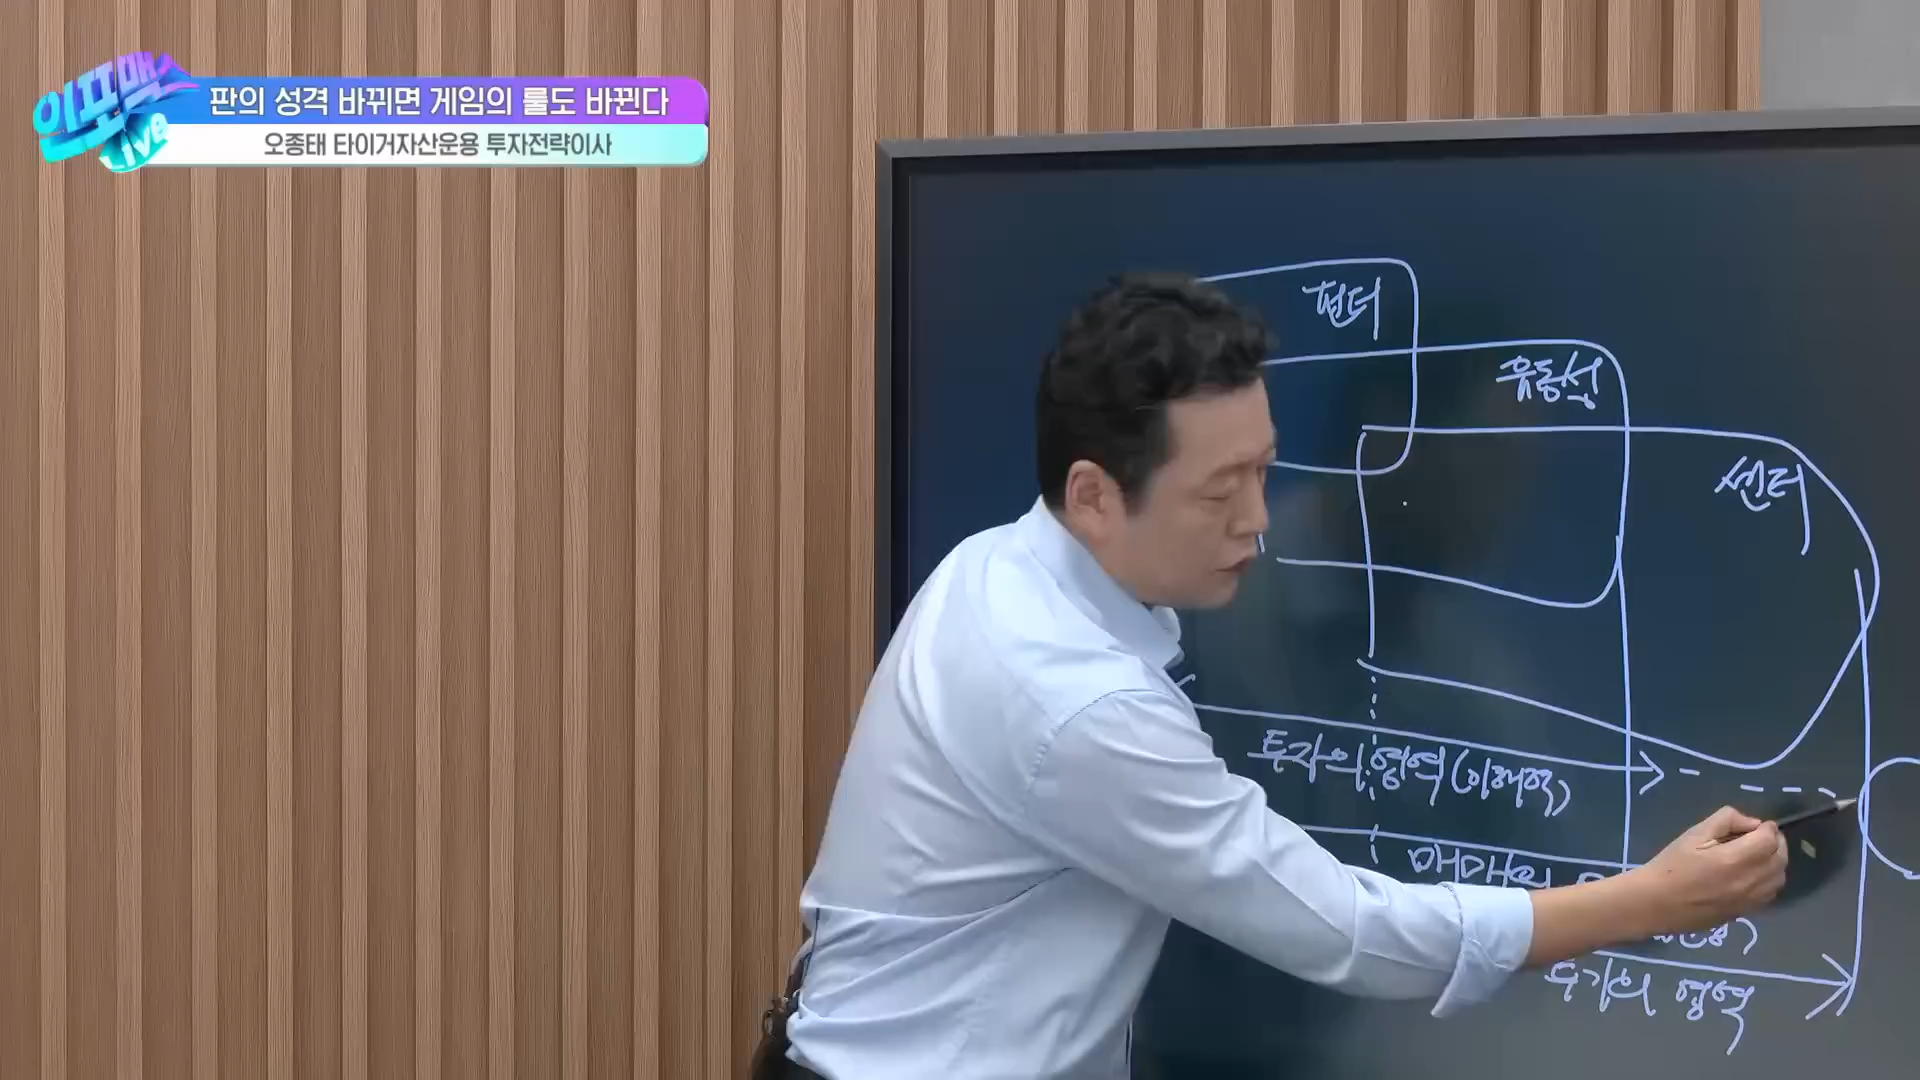 인포맥스
Live
판의 성격 바뀌면 게임의 룰도 바뀐다
오종태 타이거자산운용 투자전략이사
펀더
유동성
센터
투자의 영역 (이해력)
매매의
투기의 영역